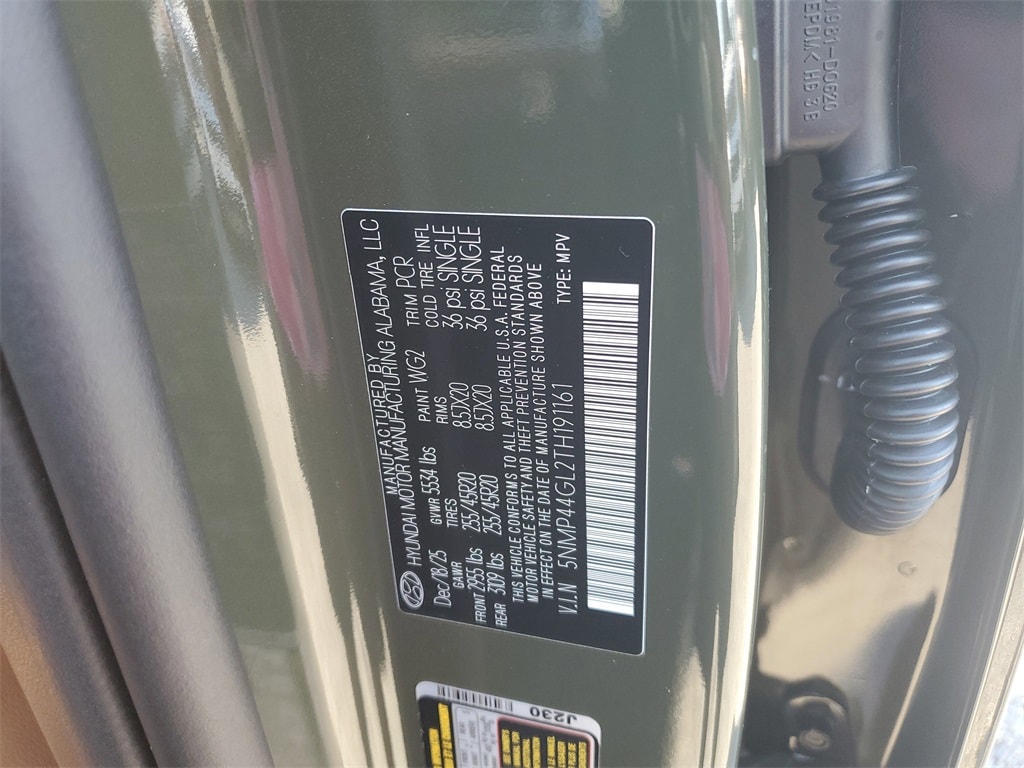 MANUFACTURED BY
HYUNDAI MOTOR MANUFACTURING ALABAMA, LLC
Dec/18/25 GVWR 5334 lbs PAINT WG2 TRIM PCR
GAWR TIRES RIMS COLD TIRE INFL
FRONT 2955 lbs 255/45R20 8.5JX20 36 psi SINGLE
REAR 309 lbs 255/45R20 8.5JX20 36 psi SINGLE
THIS VEHICLE CONFORMS TO ALL APPLICABLE U.S.A. FEDERAL
MOTOR VEHICLE SAFETY AND THEFT PREVENTION STANDARDS
IN EFFECT ON THE DATE OF MANUFACTURE SHOWN ABOVE
V.I.N 5NMP44GL2TH191161 TYPE: MPV
J230